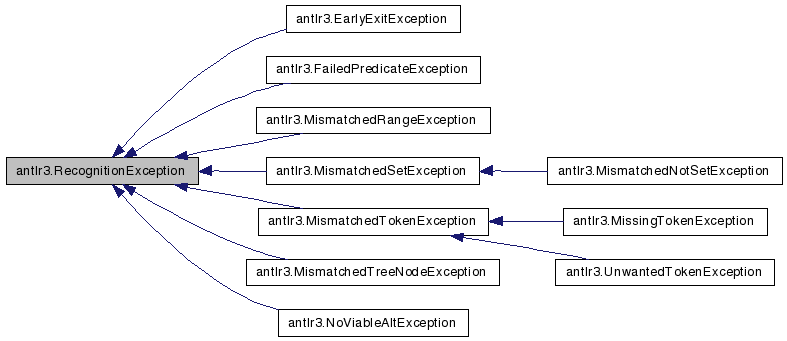 antlr3.EarlyExitException
antlr3.FailedPredicateException
antlr3.MismatchedRangeException
antlr3.RecognitionException
antlr3.MismatchedSetException
antlr3.MismatchedNotSetException
antlr3.MismatchedTokenException
antlr3.MissingTokenException
antlr3.MismatchedTreeNodeException
antlr3.UnwantedTokenException
antlr3.NoViableAltException